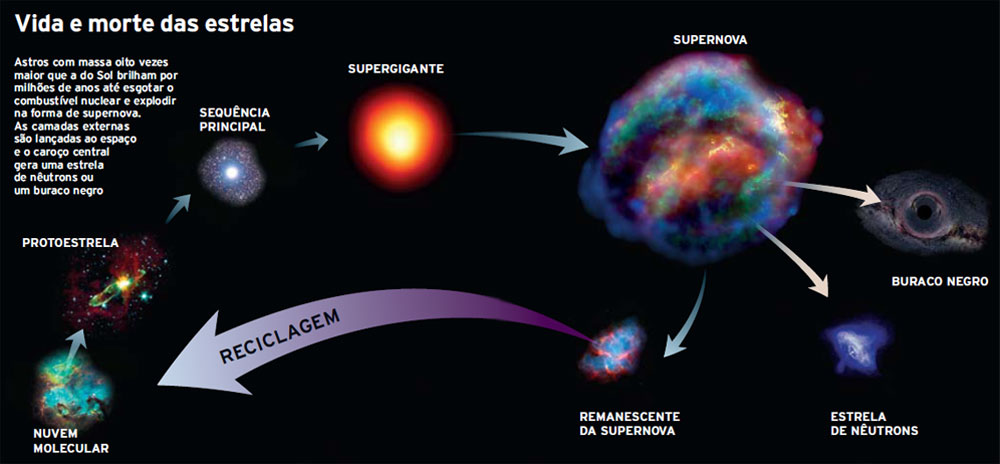 Vida e morte das estrelas
Astros com massa oito vezes
maior que a do Sol brilham por
milhões de anos até esgotar o
combustível nuclear e explodir
na forma de supernova.
As camadas externas
são lançadas ao espaço
e o caroço central
gera uma estrela
de nêutrons ou
um buraco negro
NUVEM
MOLECULAR
PROTOESTRELA
SEQUÊNCIA
PRINCIPAL
SUPERGIGANTE
SUPERNOVA
BURACO NEGRO
ESTRELA
DE NÊUTRONS
REMANESCENTE
DA SUPERNOVA
RECICLAGEM